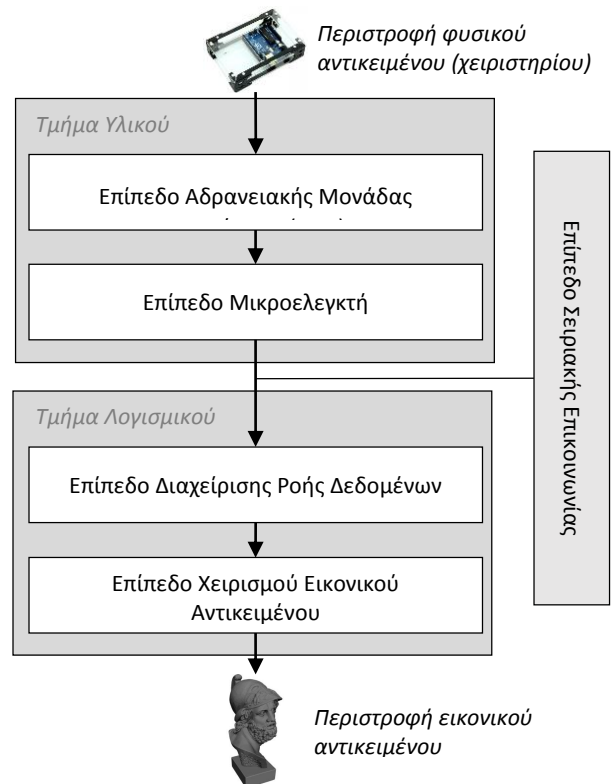 Περιστροφή φυσικού
αντικειμένου (χειριστηρίου)
Τμήμα Υλικού
Επίπεδο Αδρανειακής Μονάδας
Επίπεδο Μικροελεγκτή
Επίπεδο Σειριακής Επικοινωνίας
Τμήμα Λογισμικού
Επίπεδο Διαχείρισης Ροής Δεδομένων
Επίπεδο Χειρισμού Εικονικού
Αντικειμένου
Περιστροφή εικονικού
αντικειμένου